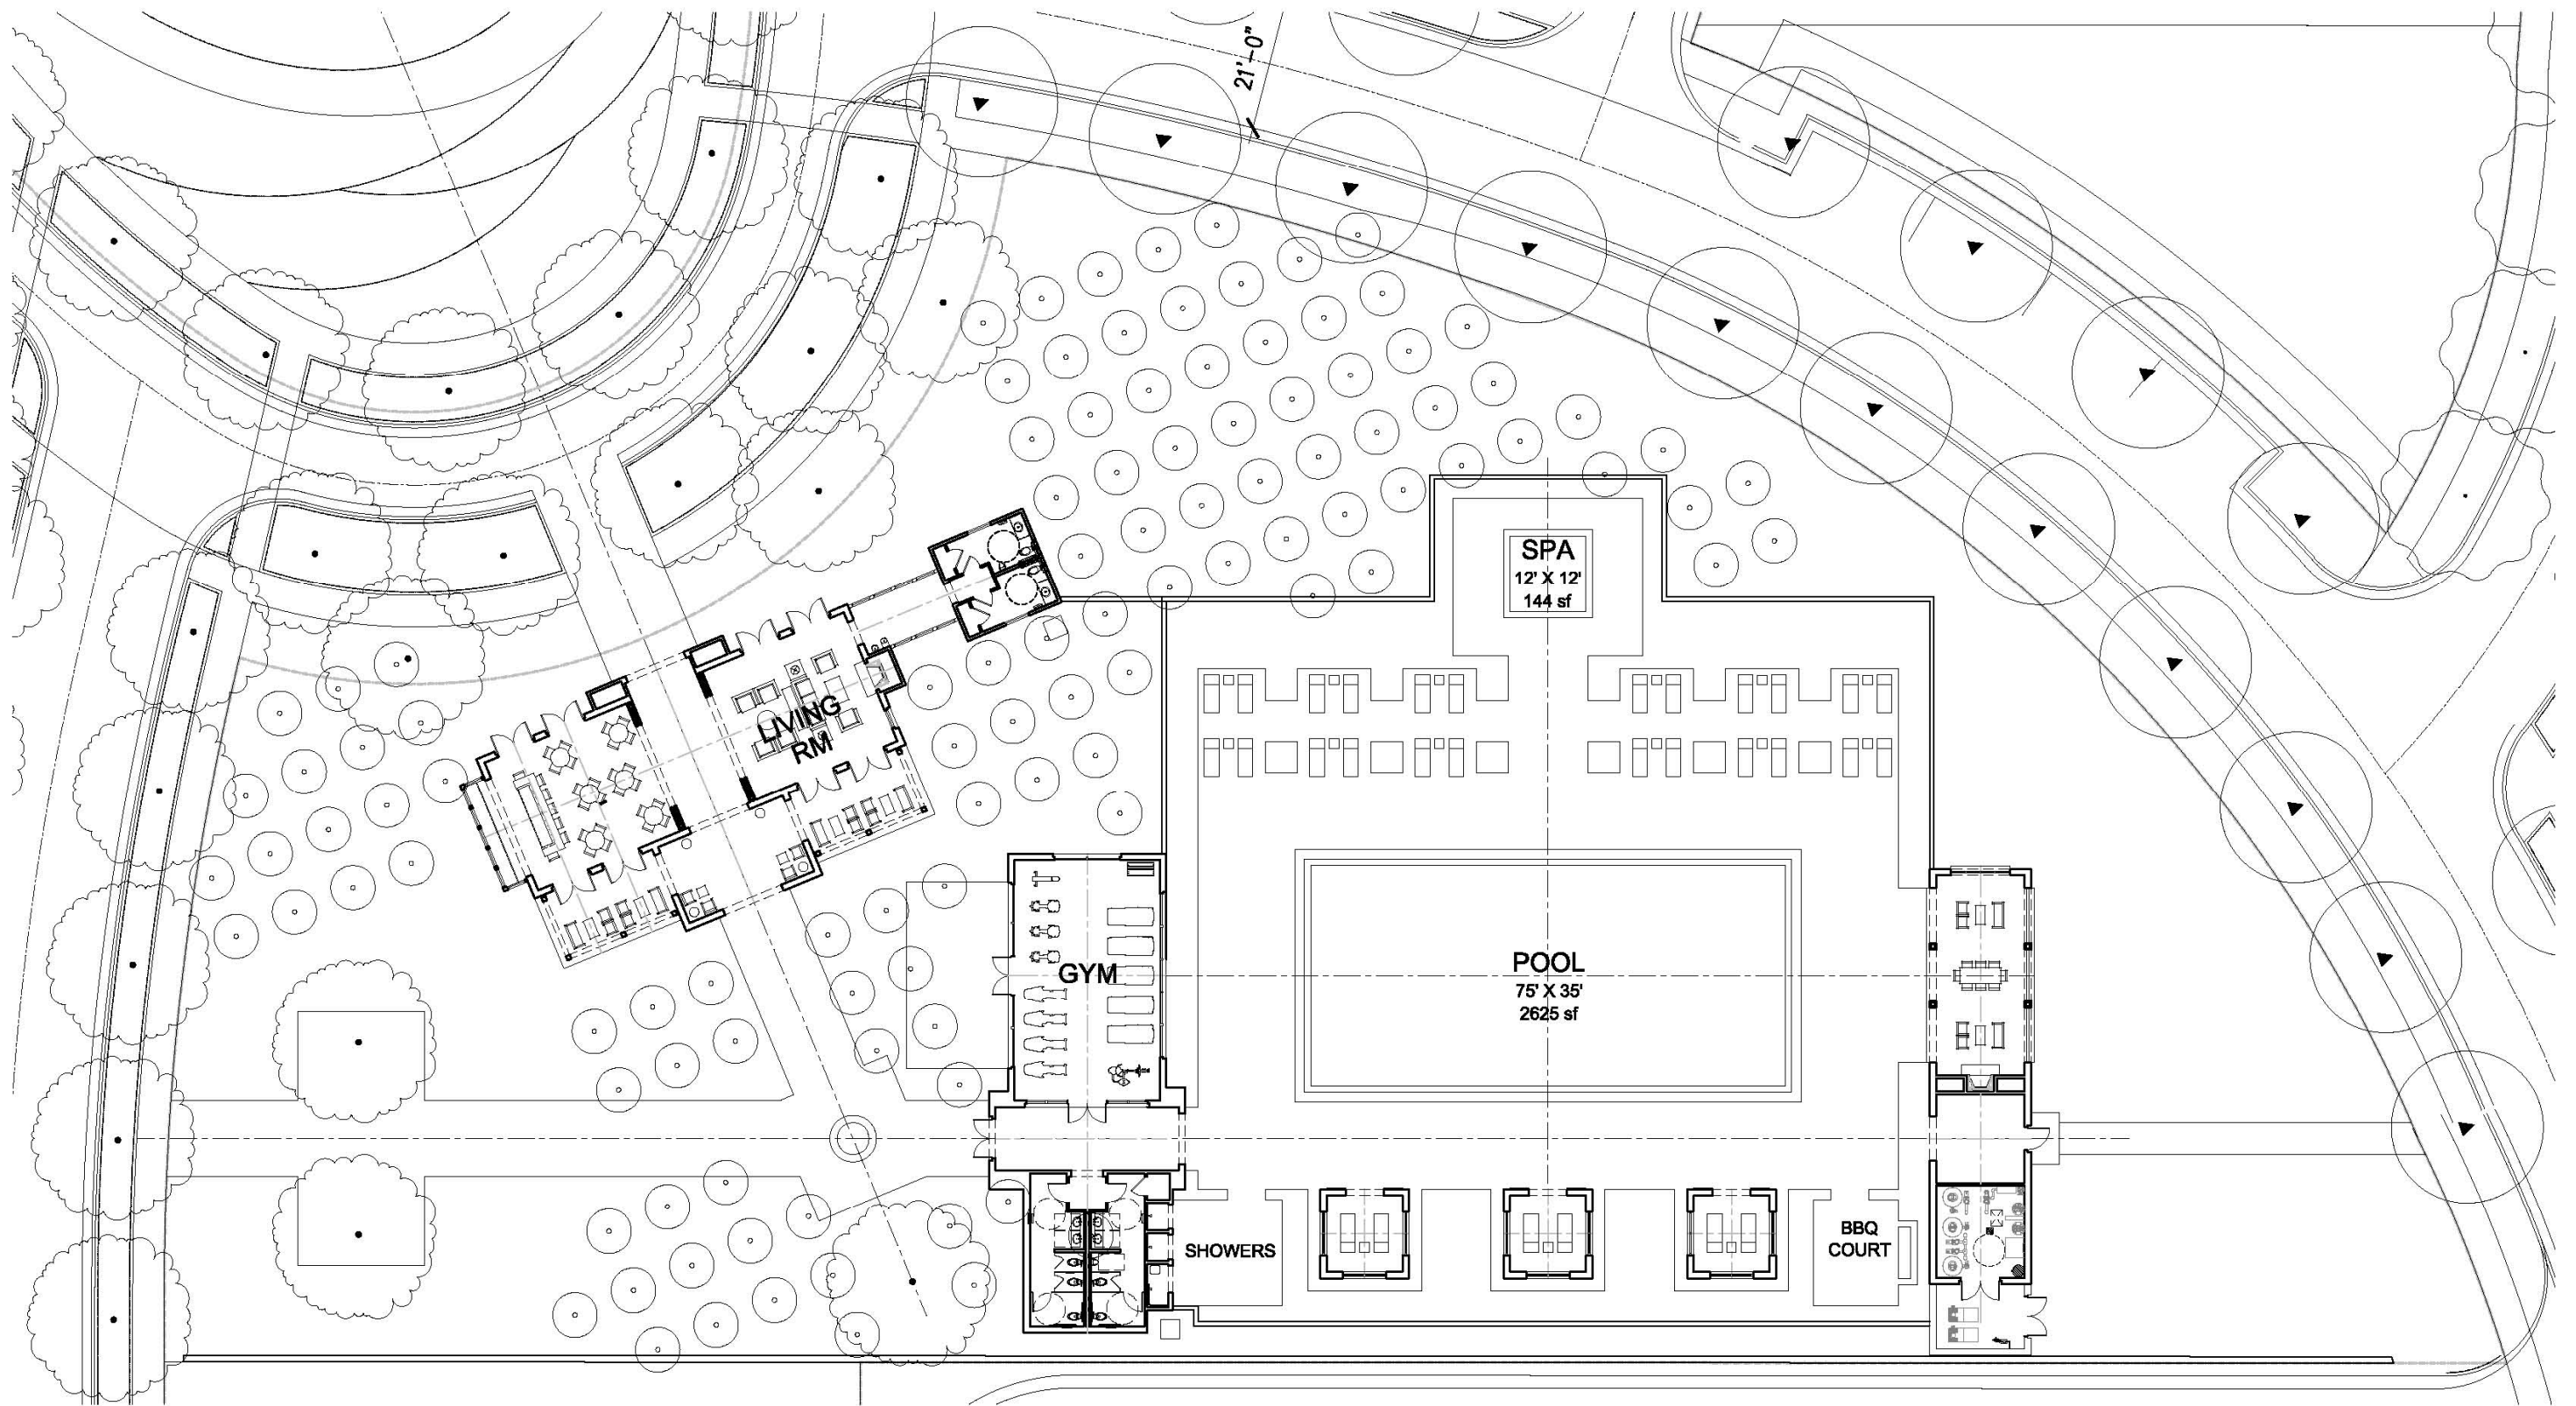 21'-0"
SPA
12' X 12'
144 sf
LIVING
RM
GYM
POOL
75' X 35'
2625 sf
SHOWERS
BBQ
COURT